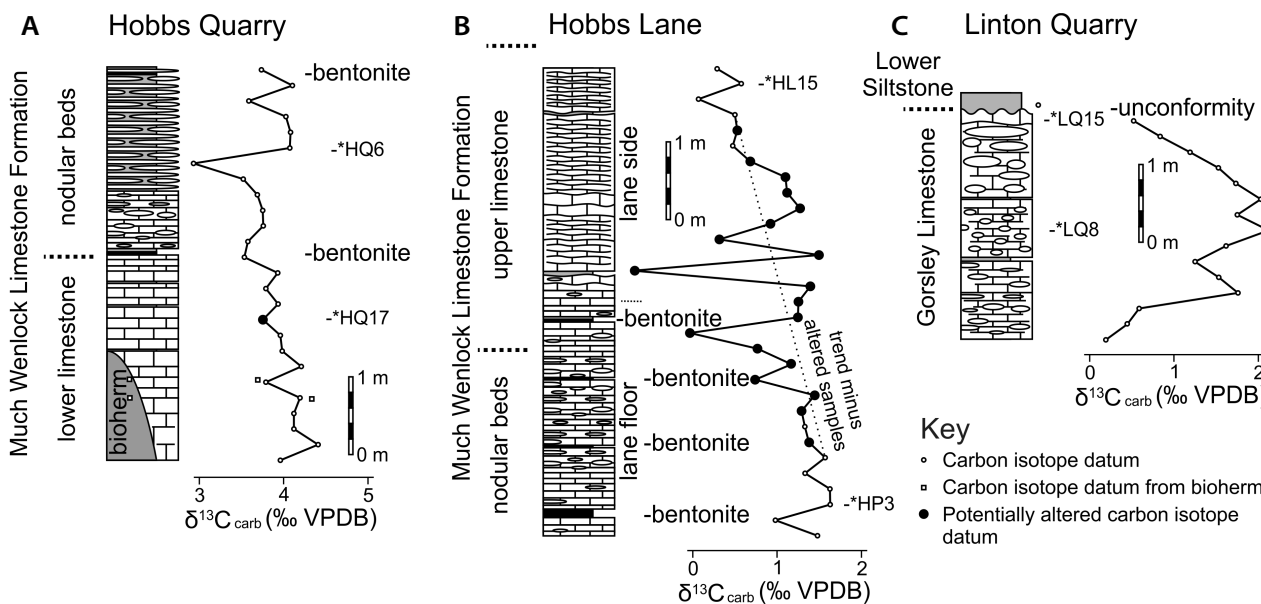 A Hobbs Quarry
Much Wenlock Limestone Formation
nodular beds
lower limestone
bioherm
-bentonite
-*HQ6
-bentonite
-*HQ17
1 m
0 m
3 4 5
δ¹³C carb (‰ VPDB)
B Hobbs Lane
Much Wenlock Limestone Formation
upper limestone
nodular beds
lane side
lane floor
-*HL15
1 m
0 m
-bentonite
-bentonite
-bentonite
-bentonite
trend minus
altered samples
-*HP3
0 1 2
δ¹³C carb (‰ VPDB)
C Linton Quarry
Lower
Siltstone
Gorsley Limestone
-*LQ15
-unconformity
1 m
0 m
-*LQ8
0 1 2
δ¹³C carb (‰ VPDB)
Key
Carbon isotope datum
Carbon isotope datum from bioherm
Potentially altered carbon isotope
datum